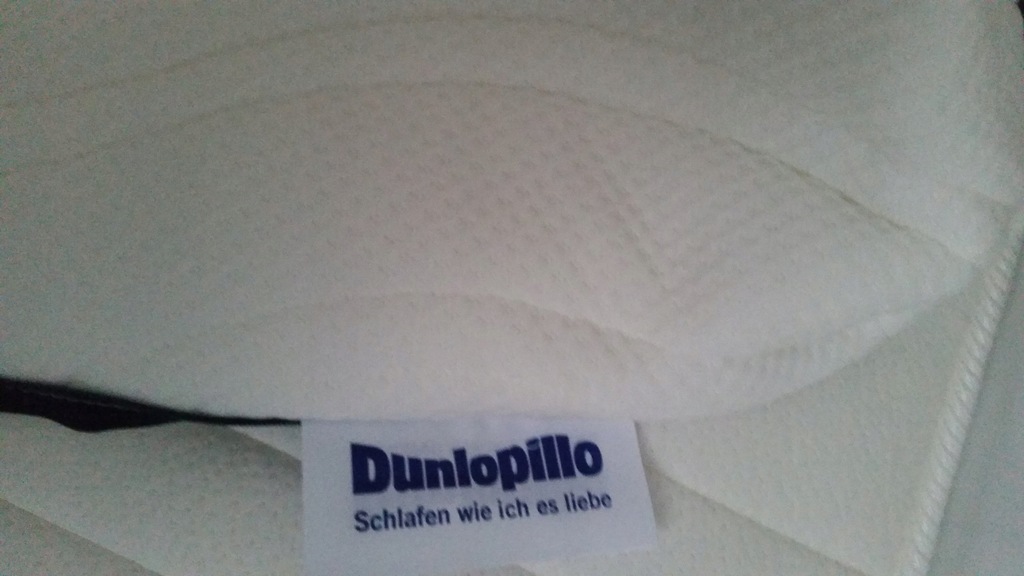 Dunlopillo
Schlafen wie ich es liebe